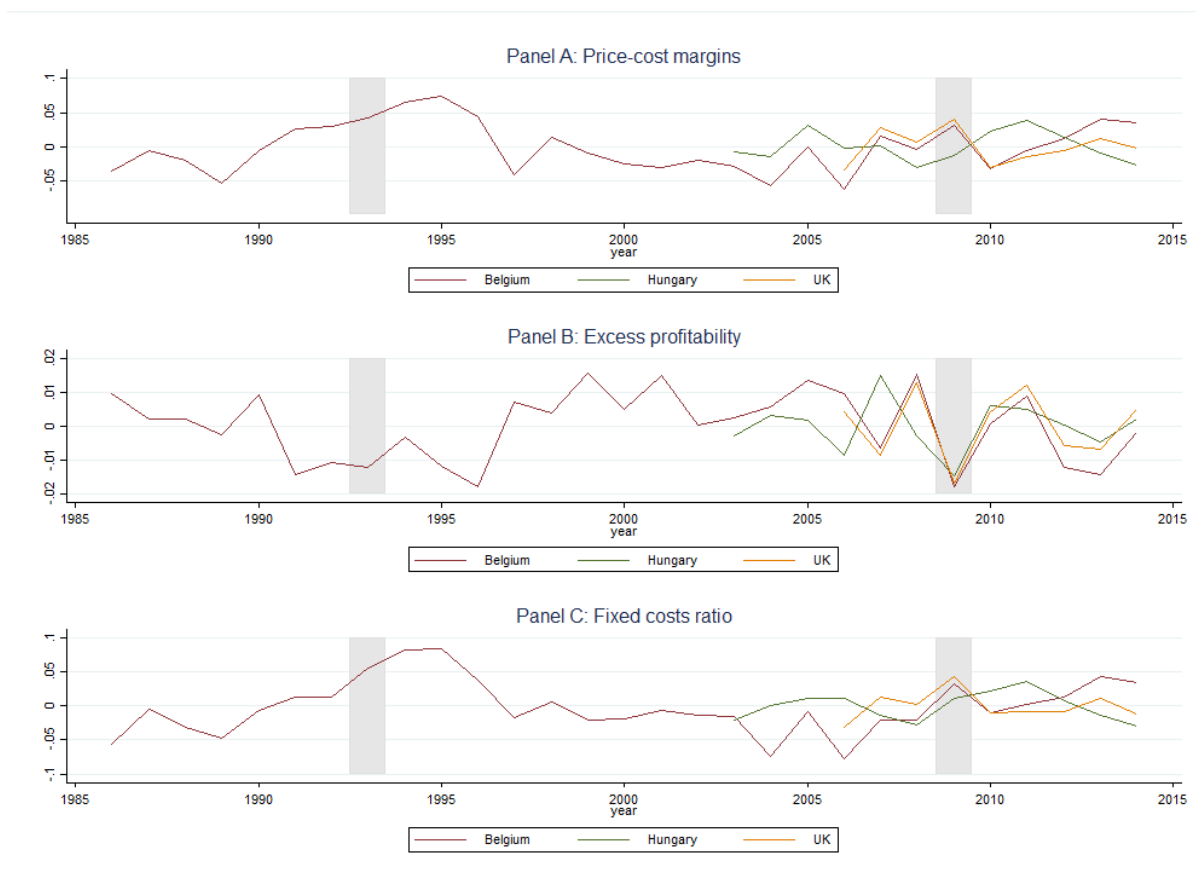 Panel A: Price-cost margins
.1
.05
0
-.05
1985 1990 1995 2000 2005 2010 2015
year
Belgium Hungary UK
Panel B: Excess profitability
.02
.01
0
-.01
-.02
1985 1990 1995 2000 2005 2010 2015
year
Belgium Hungary UK
Panel C: Fixed costs ratio
.1
.05
0
-.05
-.1
1985 1990 1995 2000 2005 2010 2015
year
Belgium Hungary UK